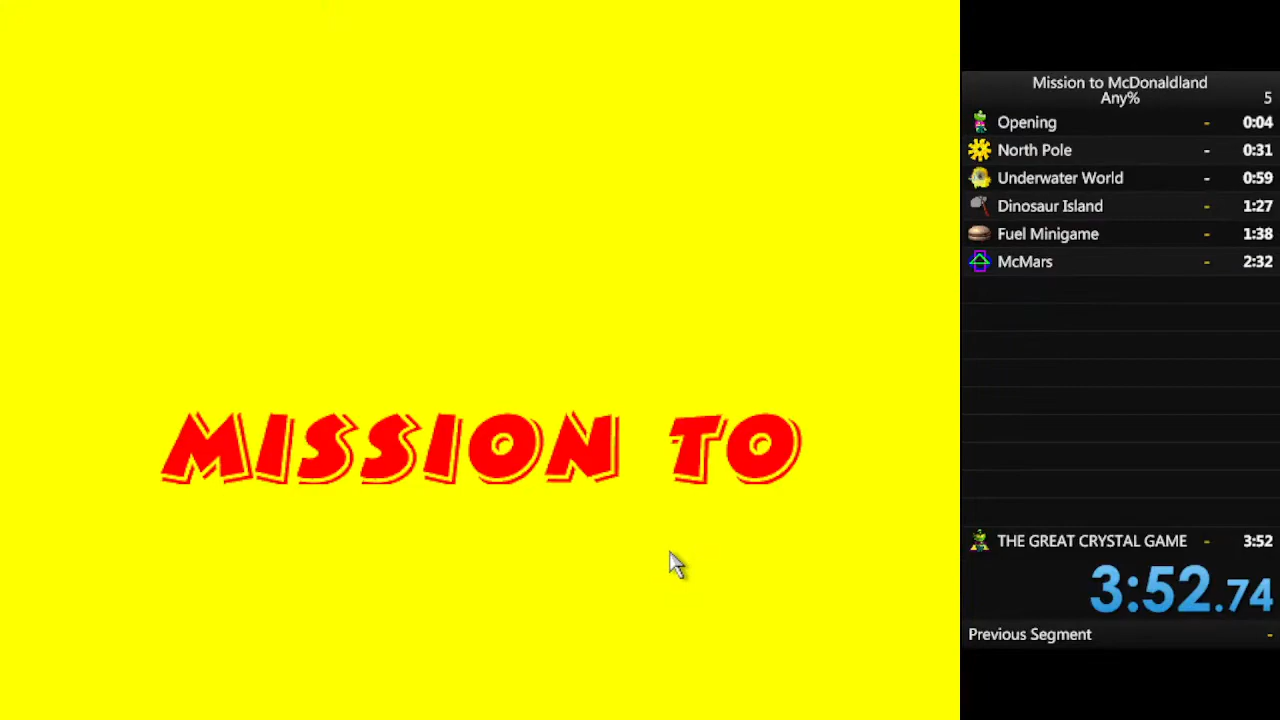 MISSION TO
Mission to McDonaldland
Any% 5
Opening - 0:04
North Pole - 0:31
Underwater World - 0:59
Dinosaur Island - 1:27
Fuel Minigame - 1:38
McMars - 2:32
THE GREAT CRYSTAL GAME - 3:52
3:52.74
Previous Segment -